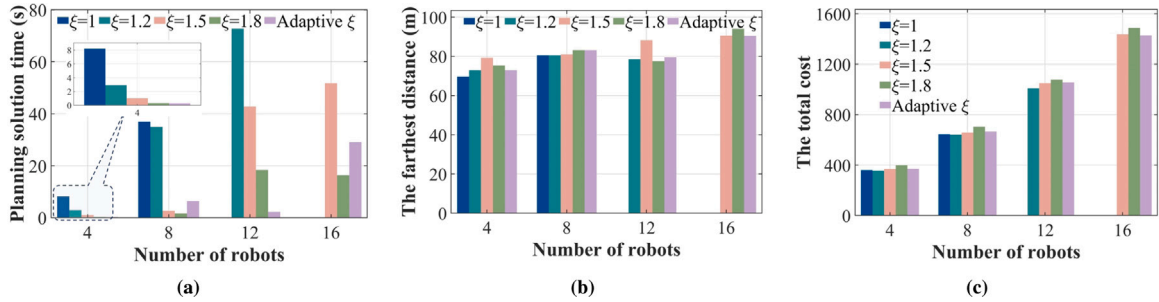 80
60
40
20
0
Planning solution time (s)
ξ=1 ξ=1.2 ξ=1.5 ξ=1.8 Adaptive ξ
8
6
4
2
0
4
4 8 12 16
Number of robots
(a)
100
80
60
40
20
0
The farthest distance (m)
ξ=1 ξ=1.2 ξ=1.5 ξ=1.8 Adaptive ξ
4 8 12 16
Number of robots
(b)
1600
1200
800
400
0
The total cost
ξ=1
ξ=1.2
ξ=1.5
ξ=1.8
Adaptive ξ
4 8 12 16
Number of robots
(c)